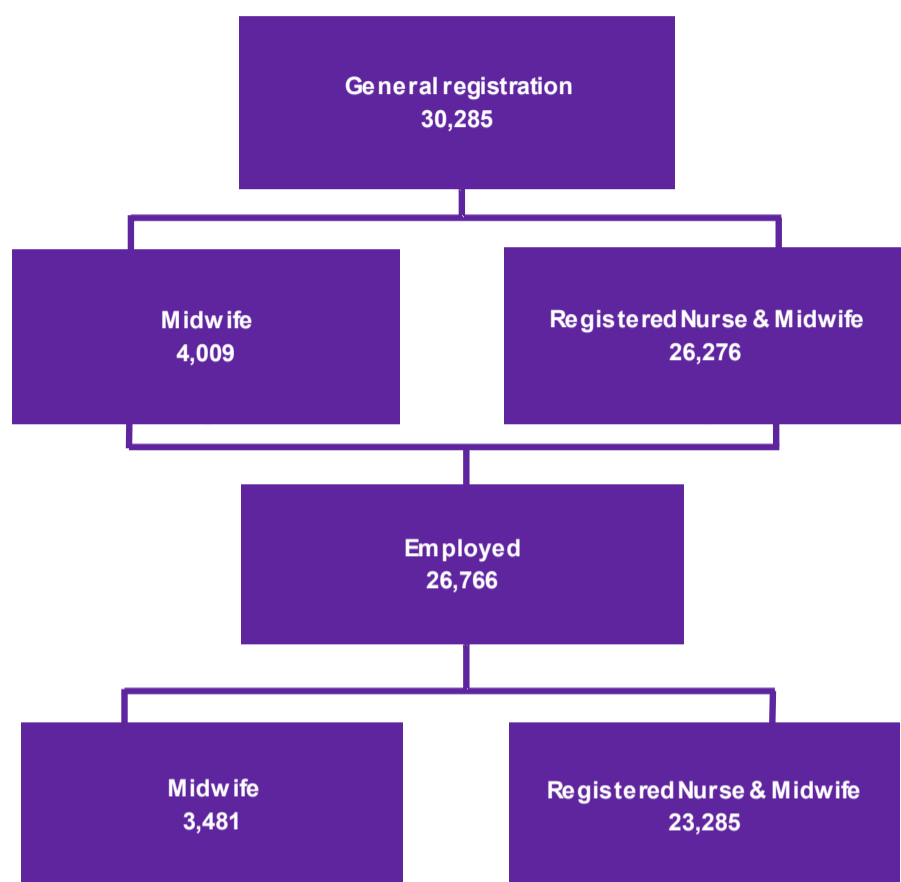 General registration
30,285
Midwife
4,009
Registered Nurse & Midwife
26,276
Employed
26,766
Midwife
3,481
Registered Nurse & Midwife
23,285